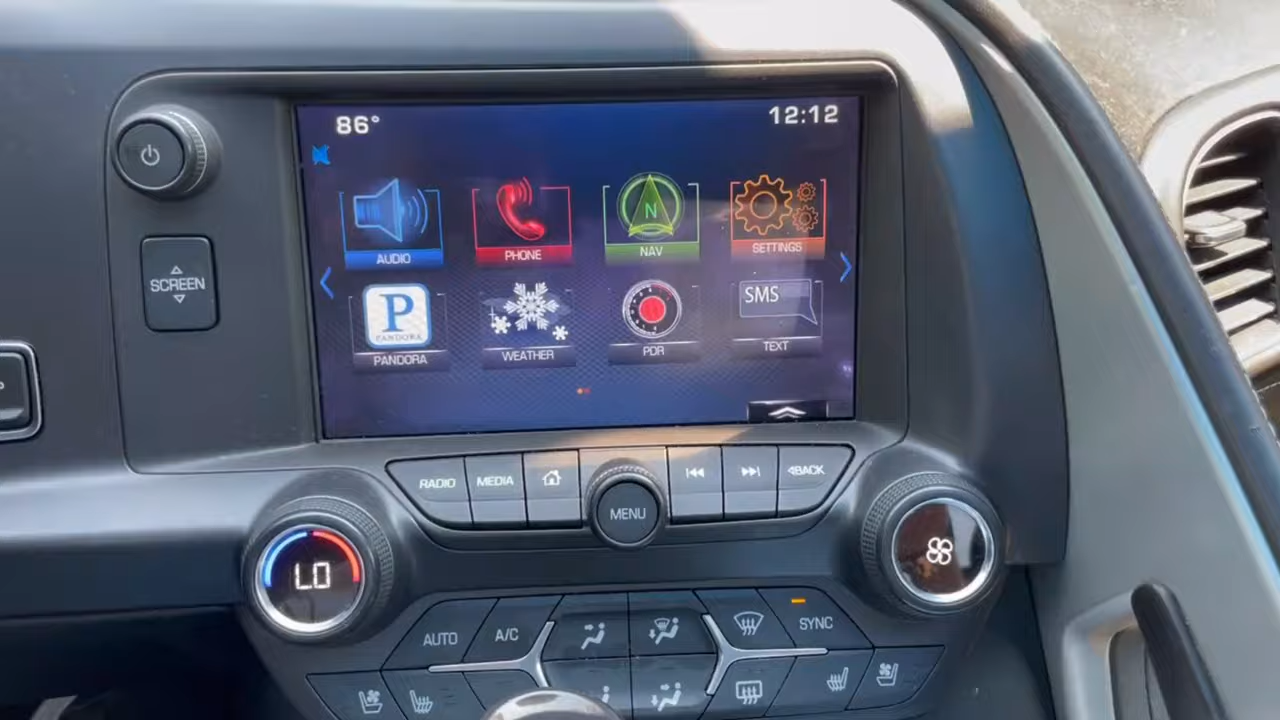 86° 12:12
AUDIO PHONE NAV SETTINGS
N
SMS
P
PANDORA
PANDORA WEATHER PDR TEXT
SCREEN
RADIO MEDIA BACK
MENU
LO
AUTO A/C SYNC